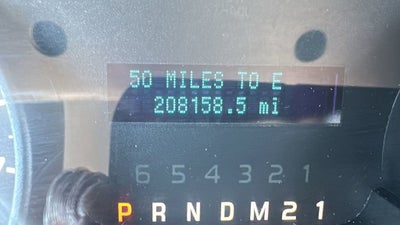 50 MILES TO E
208158.5 mi
6 5 4 3 2 1
P R N D M 2 1